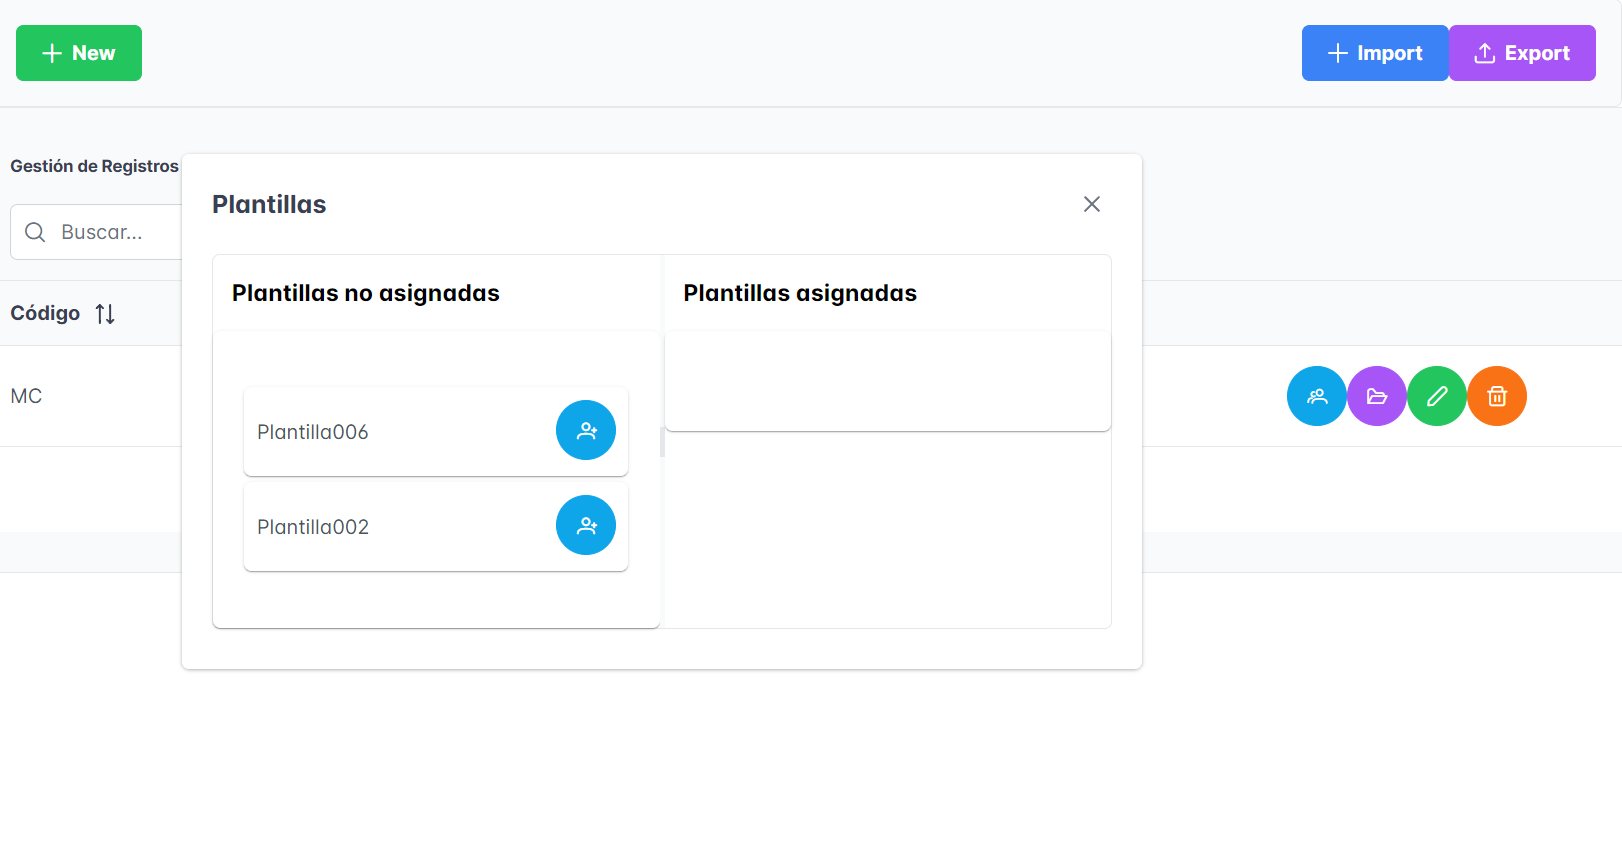 New
Import
Export
Gestión de Registros
Buscar...
Código
MC
Plantillas
Plantillas no asignadas
Plantilla006
Plantilla002
Plantillas asignadas